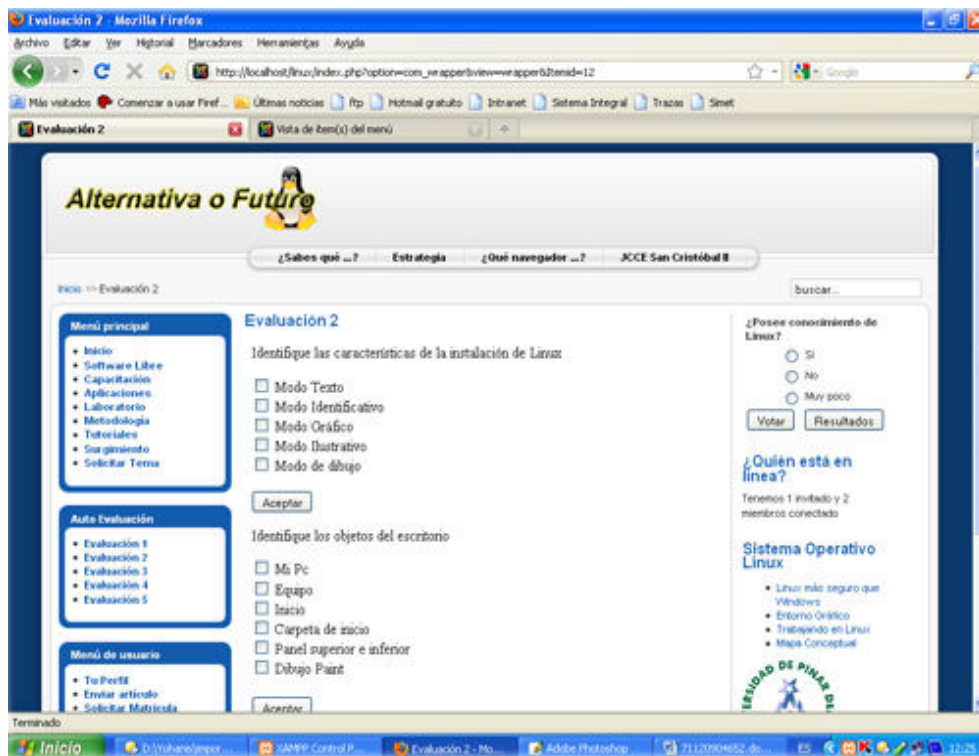 Evaluación 2 - Mozilla Firefox
Archivo Editar Ver Historial Marcadores Herramientas Ayuda
http://localhost/linux/index.php?option=com_wrapper&view=wrapper&Itemid=12
Google
Más visitados Comenzar a usar Firef... Últimas noticias ftp Hotmail gratuito Intranet Sistema Integral Trazas Simet
Evaluación 2 Vista de ítem(s) del menú
Alternativa o Futuro
¿Sabes qué ...? Estrategia ¿Qué navegador ...? JCCE San Cristóbal II
Inicio >> Evaluación 2
buscar...
Menú principal
Inicio
Software Libre
Capacitación
Aplicaciones
Laboratorio
Metodología
Tutoriales
Surgimiento
Solicitar Tema
Auto Evaluación
Evaluación 1
Evaluación 2
Evaluación 3
Evaluación 4
Evaluación 5
Menú de usuario
Tu Perfil
Enviar artículo
Solicitar Matrícula
Evaluación 2
Identifique las características de la instalación de Linux
Modo Texto
Modo Identificativo
Modo Gráfico
Modo Ilustrativo
Modo de dibujo
Aceptar
Identifique los objetos del escritorio
Mi Pc
Equipo
Inicio
Carpeta de inicio
Panel superior e inferior
Dibujo Paint
Aceptar
¿Posee conocimiento de
Linux?
Si
No
Muy poco
Votar Resultados
¿Quién está en
línea?
Tenemos 1 invitado y 2
miembros conectado
Sistema Operativo
Linux
Linux más seguro que
Windows
Entorno Gráfico
Trabajando en Linux
Mapa Conceptual
DE PINAR DE
Terminado
Inicio XAMPP Control P... Evaluación 2 - Mo... Adobe Photoshop 71120904652.do... ES